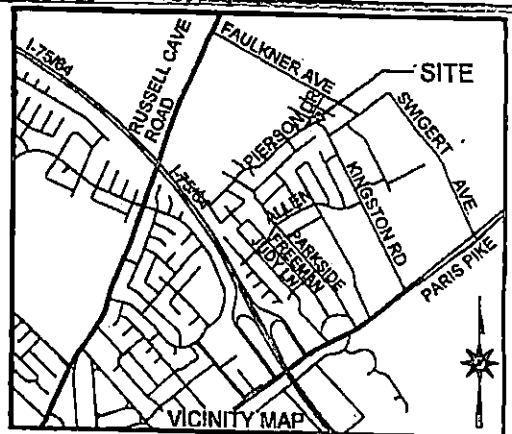 I-75/64
RUSSELL CAVE
ROAD
FAULKNER AVE
SITE
PIERSON DR
SWIGERT
AVE
I-75/64
ALLEN
KINGSTON RD
PARKSIDE
FREEMAN
JUDY LN
PARIS PIKE
VICINITY MAP